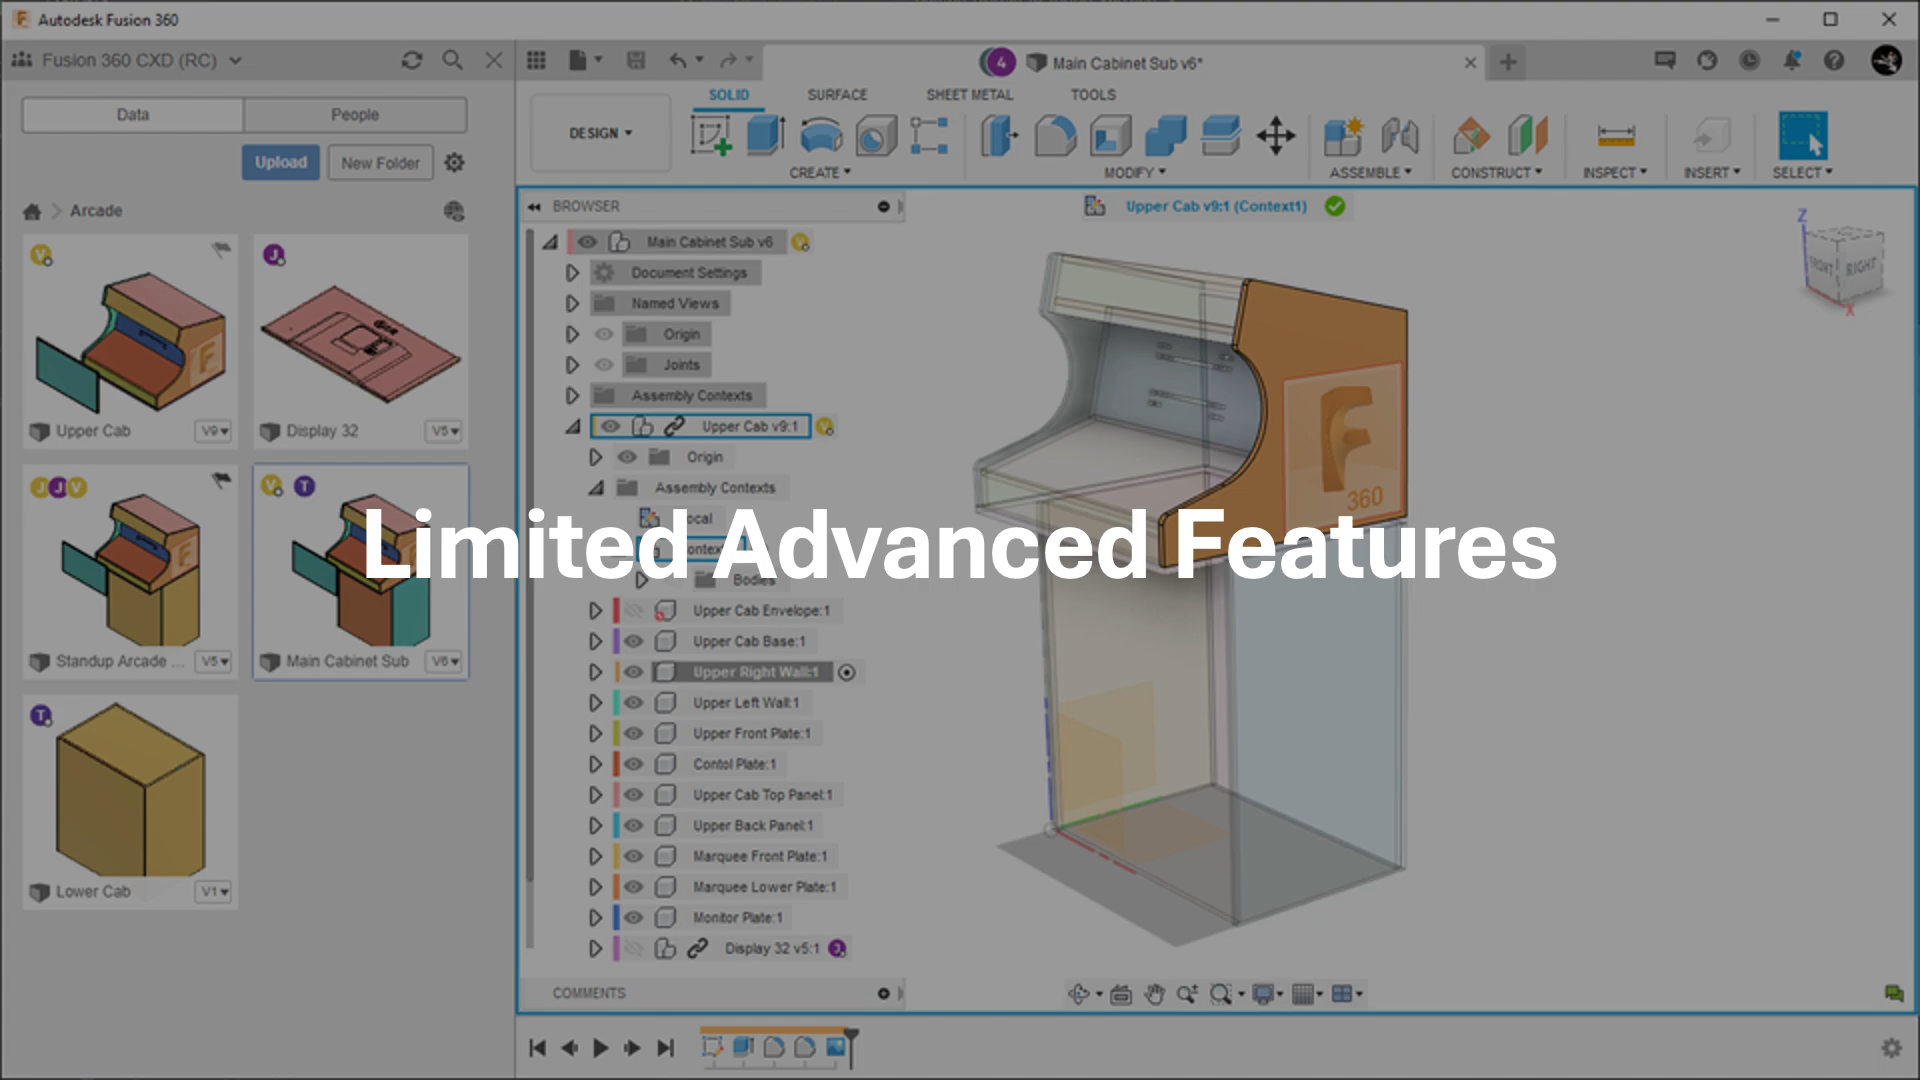 Autodesk Fusion 360
Fusion 360 CXD (RC)
4 Main Cabinet Sub v6*
Data People
Upload New Folder
Arcade
V
Upper Cab V9
J
Display 32 V5
J J V
Standup Arcade ... V5
V T
Main Cabinet Sub V6
T
Lower Cab V1
DESIGN
SOLID SURFACE SHEET METAL TOOLS
CREATE MODIFY ASSEMBLE CONSTRUCT INSPECT INSERT SELECT
BROWSER
Upper Cab v9:1 (Context1)
Main Cabinet Sub v6 V
Document Settings
Named Views
Origin
Joints
Assembly Contexts
Upper Cab v9:1 V
Origin
Assembly Contexts
Limited Advanced Features
Bodies
Upper Cab Envelope:1
Upper Cab Base:1
Upper Right Wall:1
Upper Left Wall:1
Upper Front Plate:1
Contol Plate:1
Upper Cab Top Panel:1
Upper Back Panel:1
Marquee Front Plate:1
Marquee Lower Plate:1
Monitor Plate:1
Display 32 v5:1 J
COMMENTS
Z
FRONT RIGHT
X
F
360